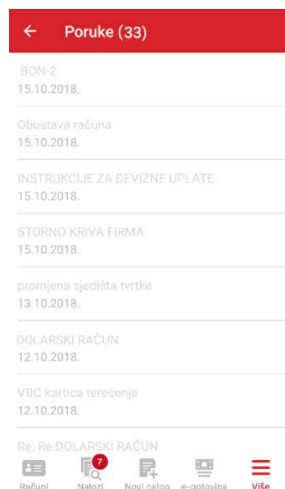 Poruke (33)
BON-2
15.10.2018.
Obustava računa
15.10.2018.
INSTRUKCIJE ZA DEVIZNE UPLATE
15.10.2018.
STORNO KRIVA FIRMA
15.10.2018.
promjena sjedišta tvrtke
13.10.2018.
DOLARSKI RAČUN
12.10.2018.
VBC kartica terećenje
12.10.2018.
Re: Re:DOLARSKI RAČUN
7
Računi Nalozi Novi nalog e-gotovina Više